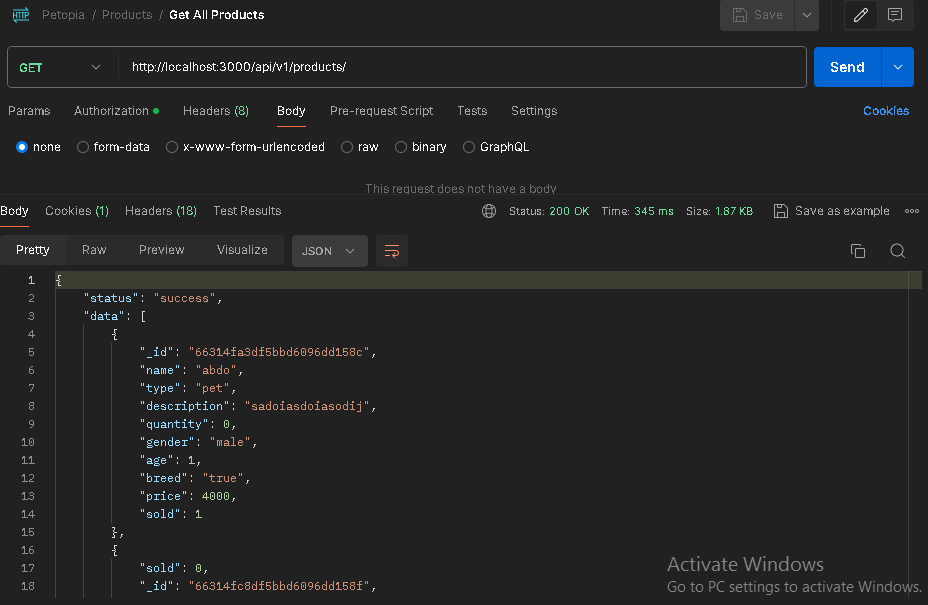 HTTP Petopia / Products / Get All Products Save
GET http://localhost:3000/api/v1/products/ Send
Params Authorization Headers (8) Body Pre-request Script Tests Settings Cookies
none form-data x-www-form-urlencoded raw binary GraphQL
This request does not have a body
Body Cookies (1) Headers (18) Test Results Status: 200 OK Time: 345 ms Size: 1.87 KB Save as example
Pretty Raw Preview Visualize JSON
1 {
2 "status": "success",
3 "data": [
4 {
5 "_id": "66314fa3df5bbd6096dd158c",
6 "name": "abdo",
7 "type": "pet",
8 "description": "sadoiasdoiasodij",
9 "quantity": 0,
10 "gender": "male",
11 "age": 1,
12 "breed": "true",
13 "price": 4000,
14 "sold": 1
15 },
16 {
17 "sold": 0,
18 "_id": "66314fc8df5bbd6096dd158f",
Activate Windows
Go to PC settings to activate Windows.